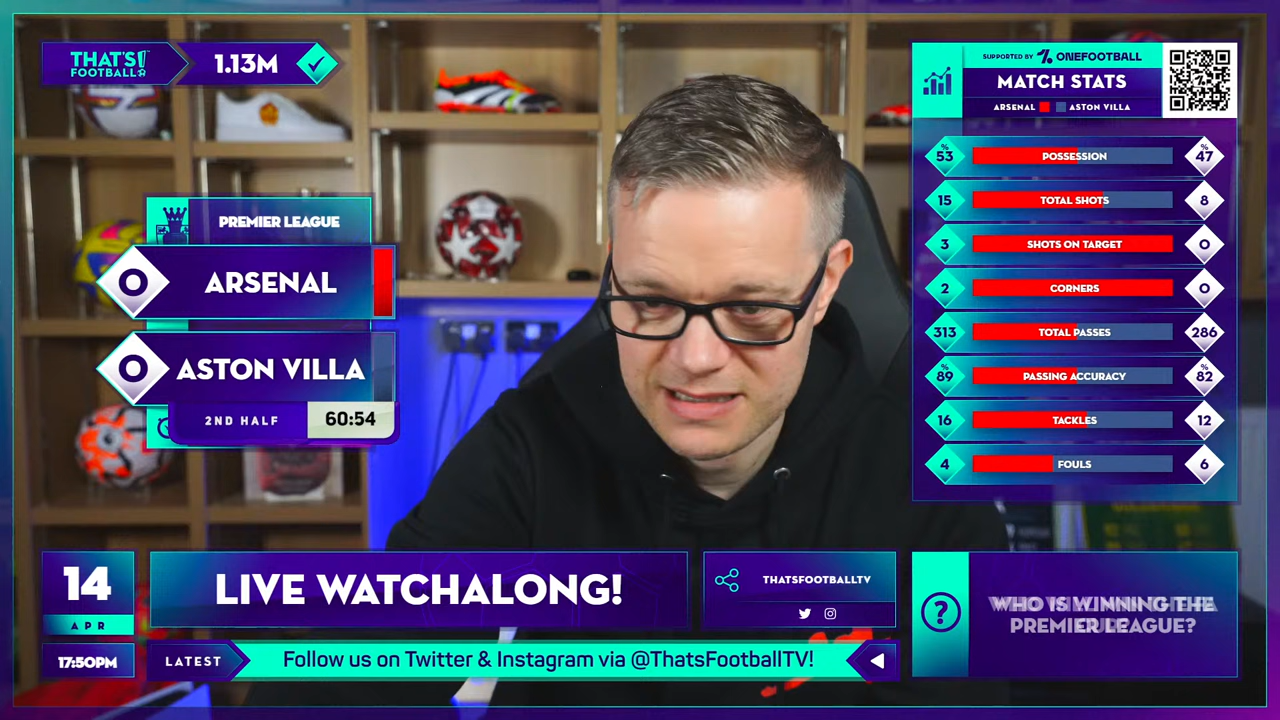 THAT'S!
FOOTBALL
1.13M
PREMIER LEAGUE
0 ARSENAL
0 ASTON VILLA
2ND HALF 60:54
SUPPORTED BY ONEFOOTBALL
MATCH STATS
ARSENAL ASTON VILLA
% 53 POSSESSION % 47
15 TOTAL SHOTS 8
3 SHOTS ON TARGET 0
2 CORNERS 0
313 TOTAL PASSES 286
% 89 PASSING ACCURACY % 82
16 TACKLES 12
4 FOULS 6
14
APR
17:50PM
LIVE WATCHALONG!
THATSFOOTBALLTV
LATEST
Follow us on Twitter & Instagram via @ThatsFootballTV!
?
WHO IS WINNING THE
PREMIER LEAGUE?